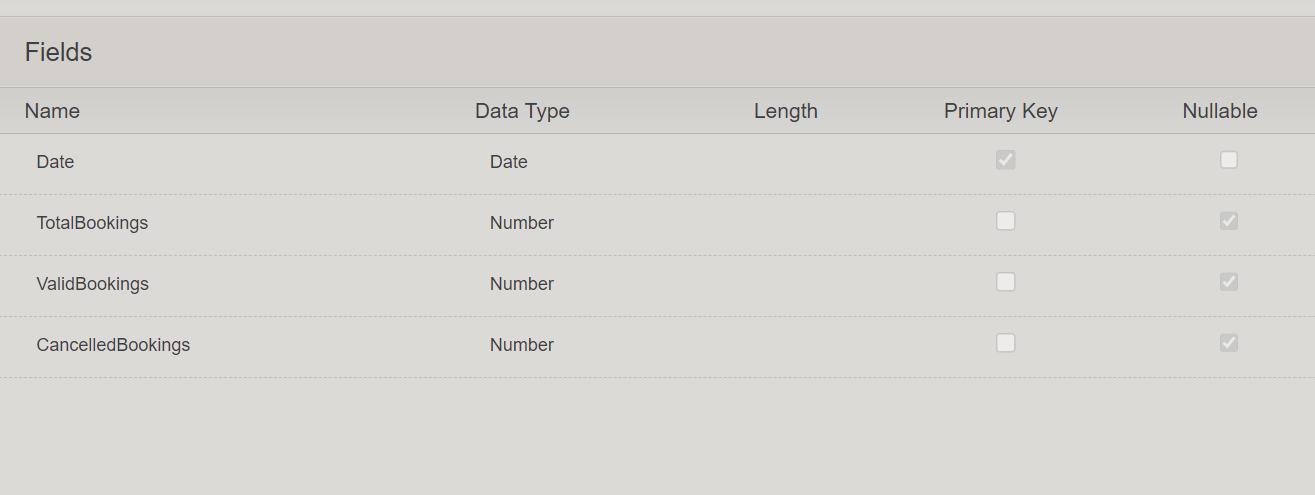 Fields
Name Data Type Length Primary Key Nullable
Date Date
TotalBookings Number
ValidBookings Number
CancelledBookings Number